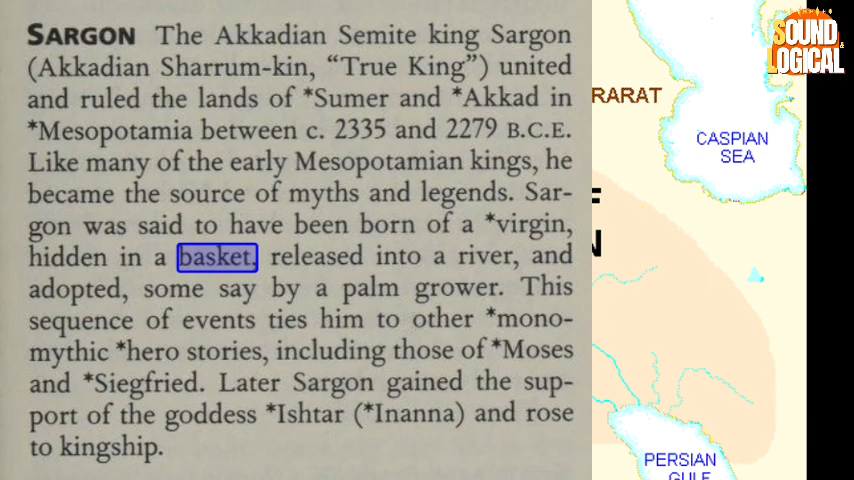 SARGON The Akkadian Semite king Sargon
(Akkadian Sharrum-kin, “True King”) united
and ruled the lands of *Sumer and *Akkad in
*Mesopotamia between c. 2335 and 2279 B.C.E.
Like many of the early Mesopotamian kings, he
became the source of myths and legends. Sar-
gon was said to have been born of a *virgin,
hidden in a basket, released into a river, and
adopted, some say by a palm grower. This
sequence of events ties him to other *mono-
mythic *hero stories, including those of *Moses
and *Siegfried. Later Sargon gained the sup-
port of the goddess *Ishtar (*Inanna) and rose
to kingship.
RARAT
CASPIAN
SEA
F
N
PERSIAN
GULF
SOUND
&
LOGICAL